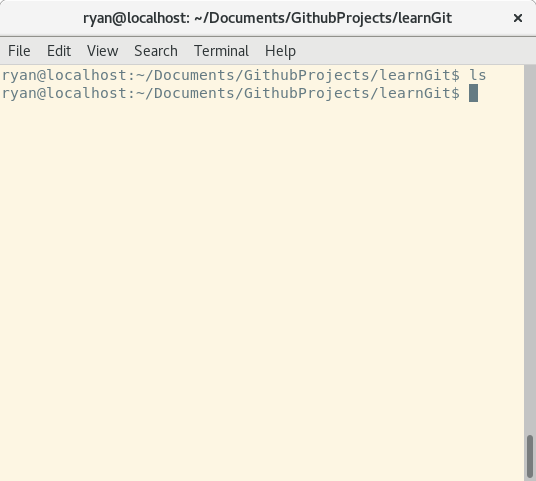 ryan@localhost: ~/Documents/GithubProjects/learnGit ×
File Edit View Search Terminal Help
ryan@localhost:~/Documents/GithubProjects/learnGit$ ls
ryan@localhost:~/Documents/GithubProjects/learnGit$